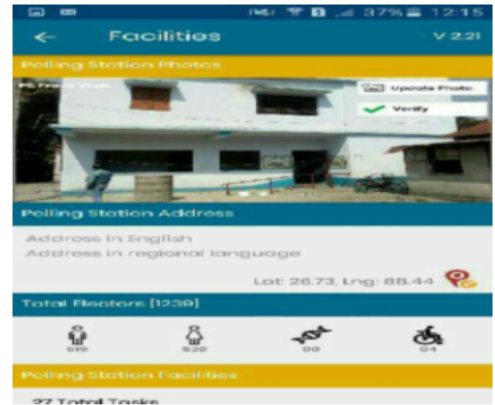 37% 12:15
Facilities V 2.21
Polling Station Photos
PS Front View Update Photo
Verify
Polling Station Address
Address in English
Address in regional language
Lat: 26.73, Lng: 88.44
Total Electors [1239]
04
Polling Station Facilities
27 Total Tasks